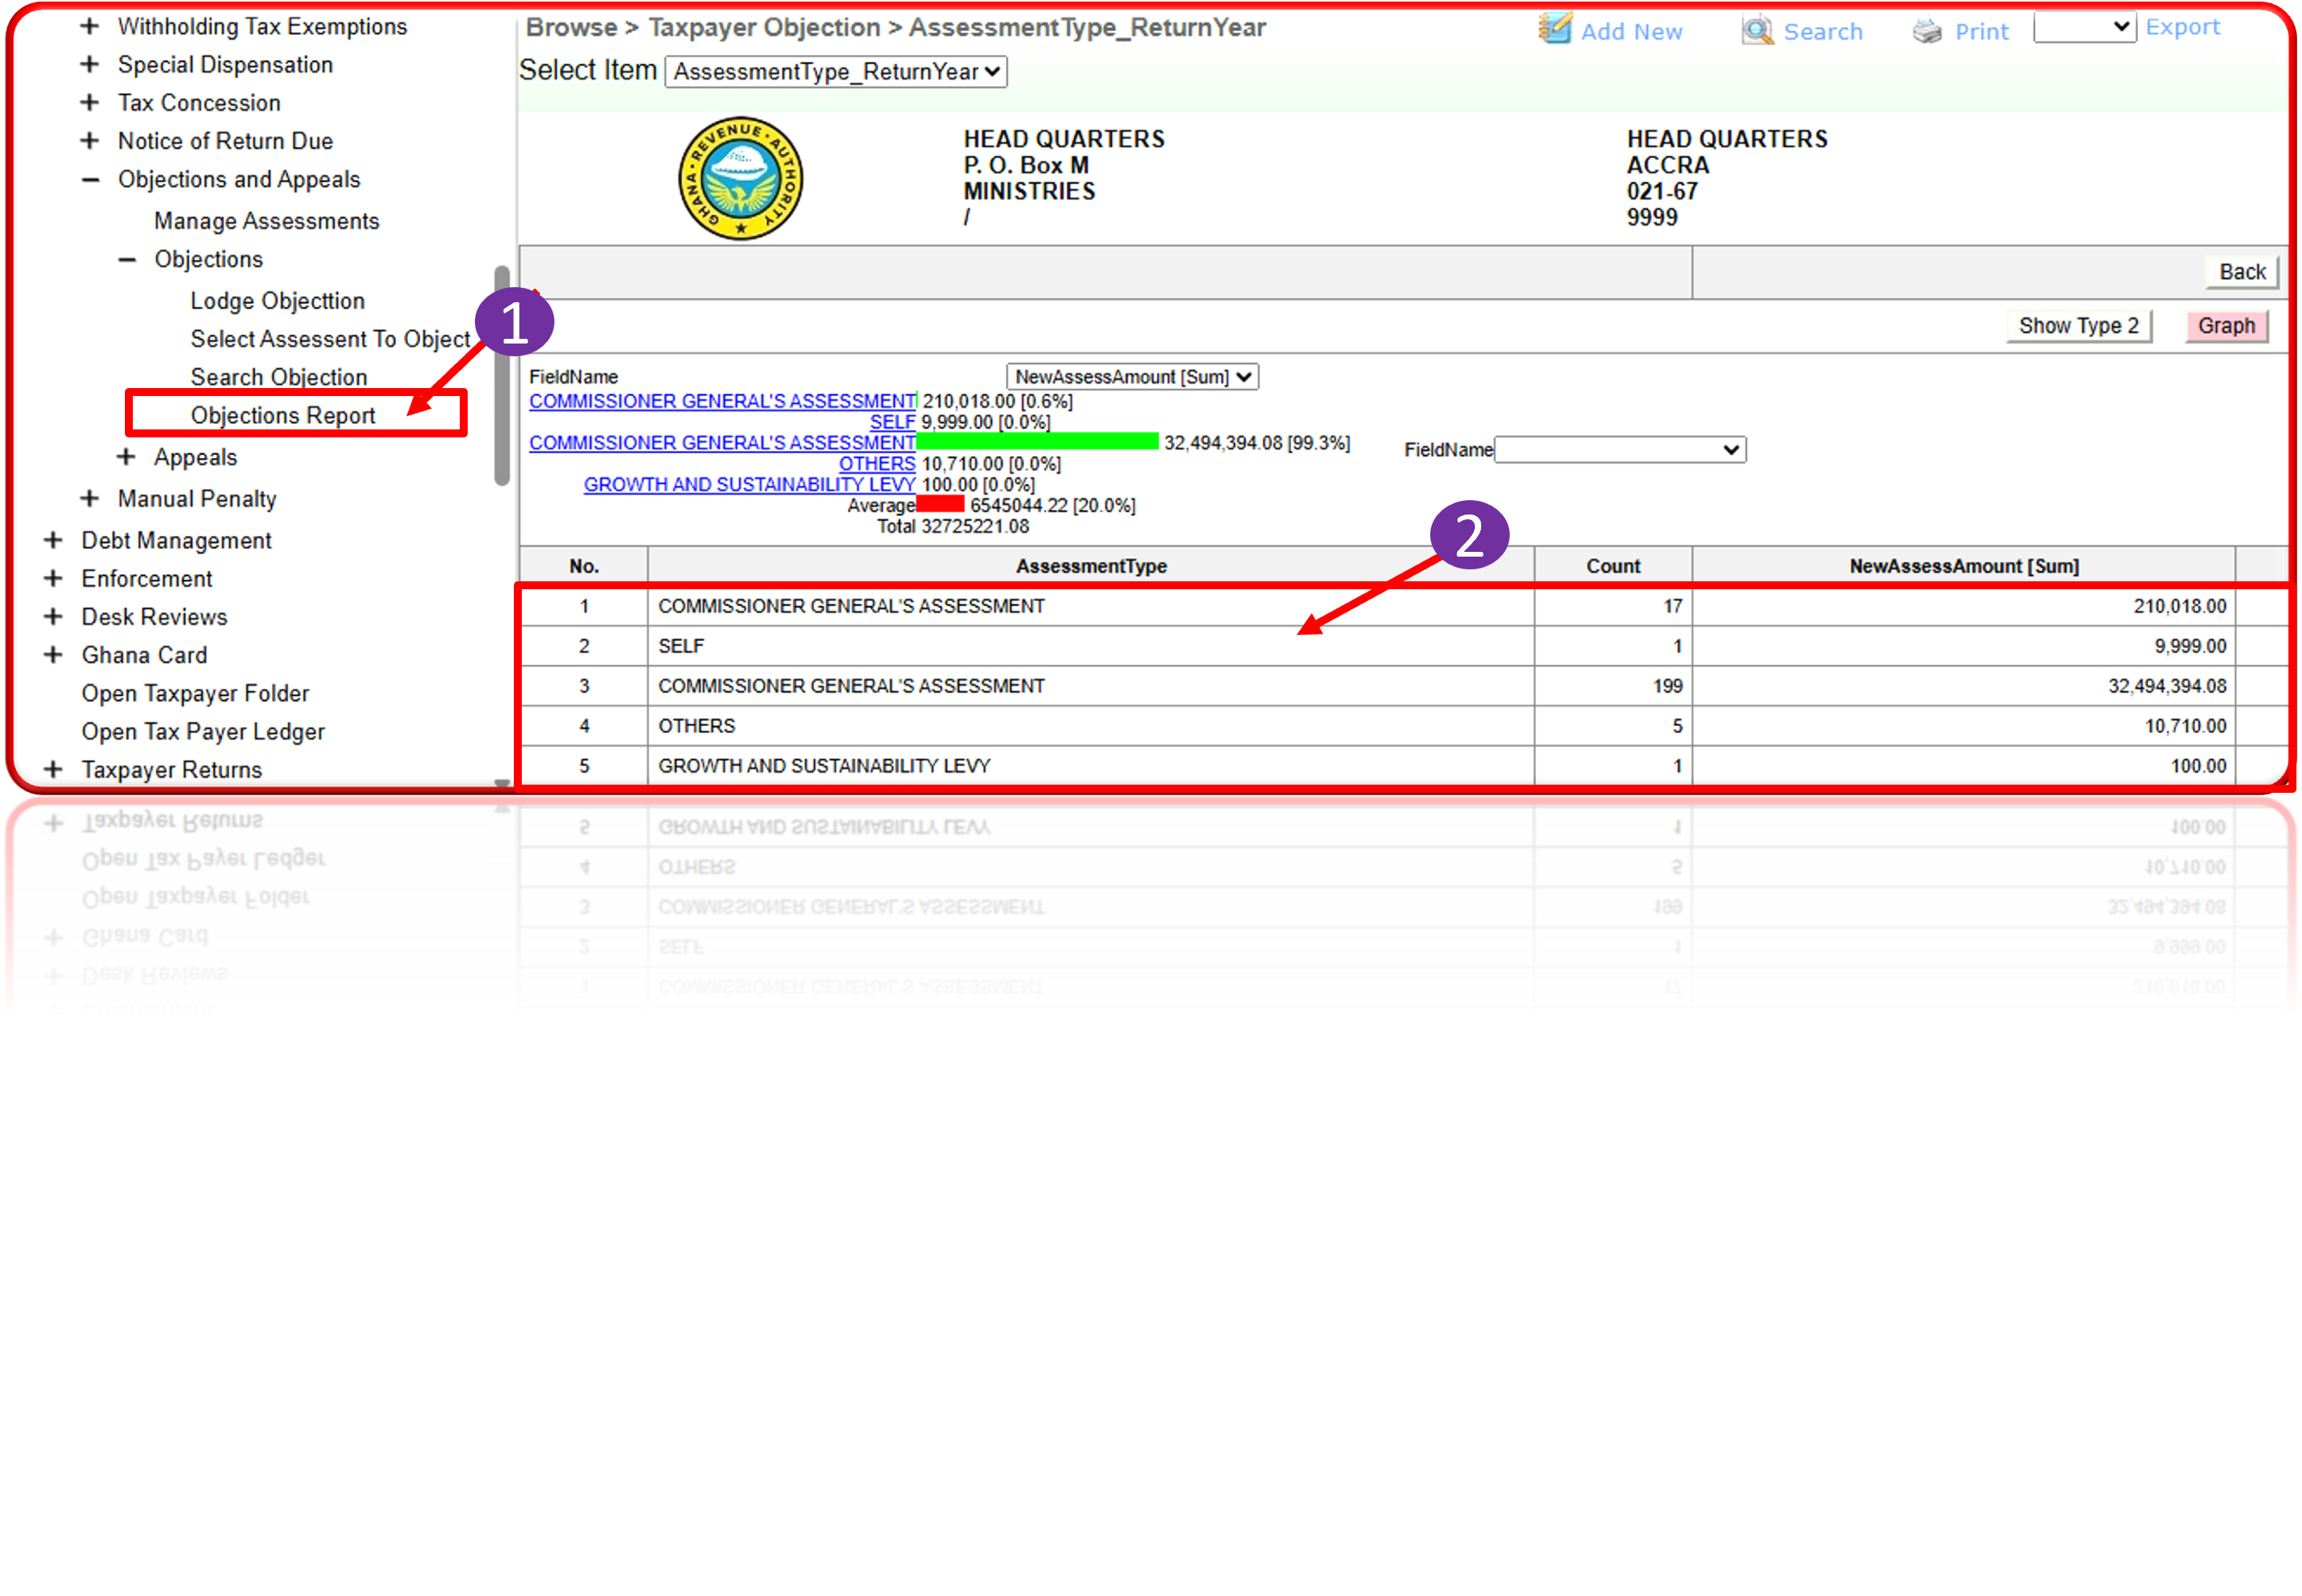 Withholding Tax Exemptions
Special Dispensation
Tax Concession
Notice of Return Due
Objections and Appeals
Manage Assessments
Objections
Lodge Objecttion
Select Assessent To Object
Search Objection
Objections Report
Appeals
Manual Penalty
Debt Management
Enforcement
Desk Reviews
Ghana Card
Open Taxpayer Folder
Open Tax Payer Ledger
Taxpayer Returns
1
Browse > Taxpayer Objection > AssessmentType_ReturnYear
Add New Search Print Export
Select Item AssessmentType_ReturnYear
GHANA · REVENUE · AUTHORITY
HEAD QUARTERS
P. O. Box M
MINISTRIES
/
HEAD QUARTERS
ACCRA
021-67
9999
Back
Show Type 2 Graph
FieldName NewAssessAmount [Sum]
COMMISSIONER GENERAL'S ASSESSMENT 210,018.00 [0.6%]
SELF 9,999.00 [0.0%]
COMMISSIONER GENERAL'S ASSESSMENT 32,494,394.08 [99.3%]
OTHERS 10,710.00 [0.0%]
GROWTH AND SUSTAINABILITY LEVY 100.00 [0.0%]
Average 6545044.22 [20.0%]
Total 32725221.08
FieldName
2
No. AssessmentType Count NewAssessAmount [Sum]
1 COMMISSIONER GENERAL'S ASSESSMENT 17 210,018.00
2 SELF 1 9,999.00
3 COMMISSIONER GENERAL'S ASSESSMENT 199 32,494,394.08
4 OTHERS 5 10,710.00
5 GROWTH AND SUSTAINABILITY LEVY 1 100.00